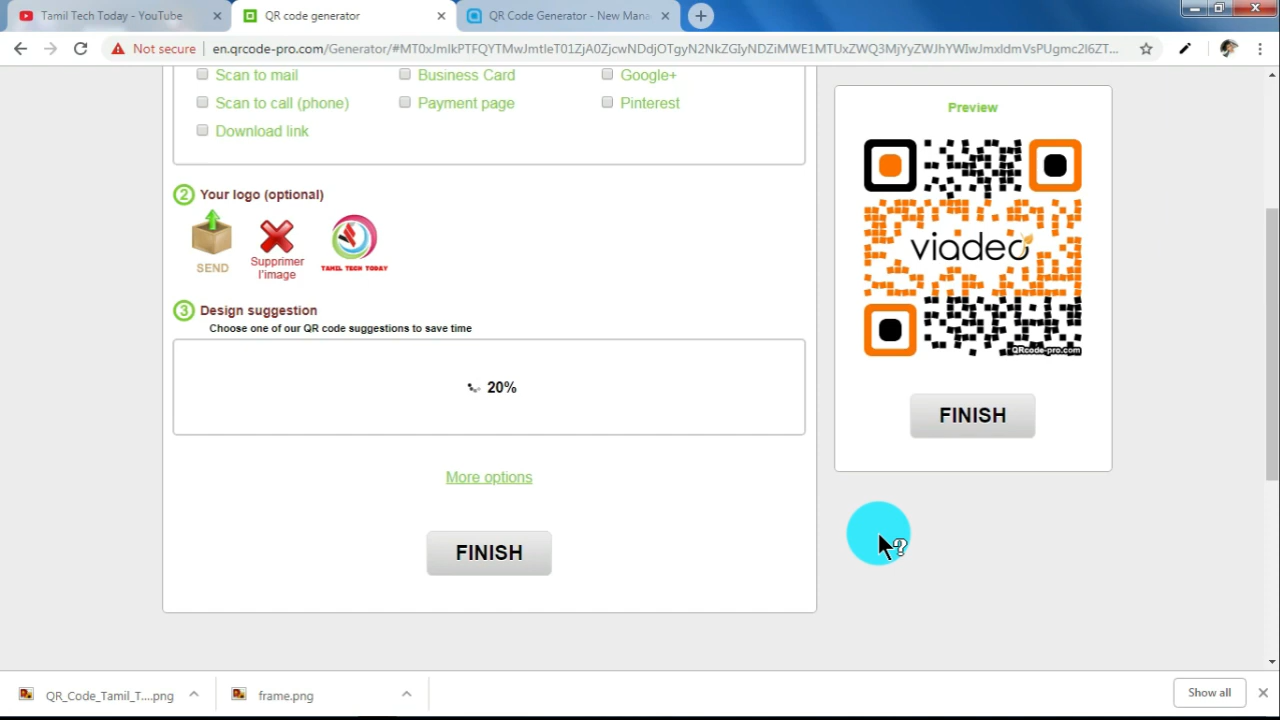 Tamil Tech Today - YouTube
QR code generator
QR Code Generator - New Mana
Not secure
en.qrcode-pro.com/Generator/#MT0xJmlkPTFQYTMwJmtleT01ZjA0ZjcwNDdjOTgyN2NkZGIyNDZiMWE1MTUxZWQ3MjYyZWJhYWIwJmxldmVsPUgmc2l6ZT...
Scan to mail
Business Card
Google+
Scan to call (phone)
Payment page
Pinterest
Download link
2 Your logo (optional)
SEND
Supprimer
l'image
TAMIL TECH TODAY
3 Design suggestion
Choose one of our QR code suggestions to save time
20%
More options
FINISH
Preview
viadeo
QRcode-pro.com
FINISH
QR_Code_Tamil_T....png
frame.png
Show all